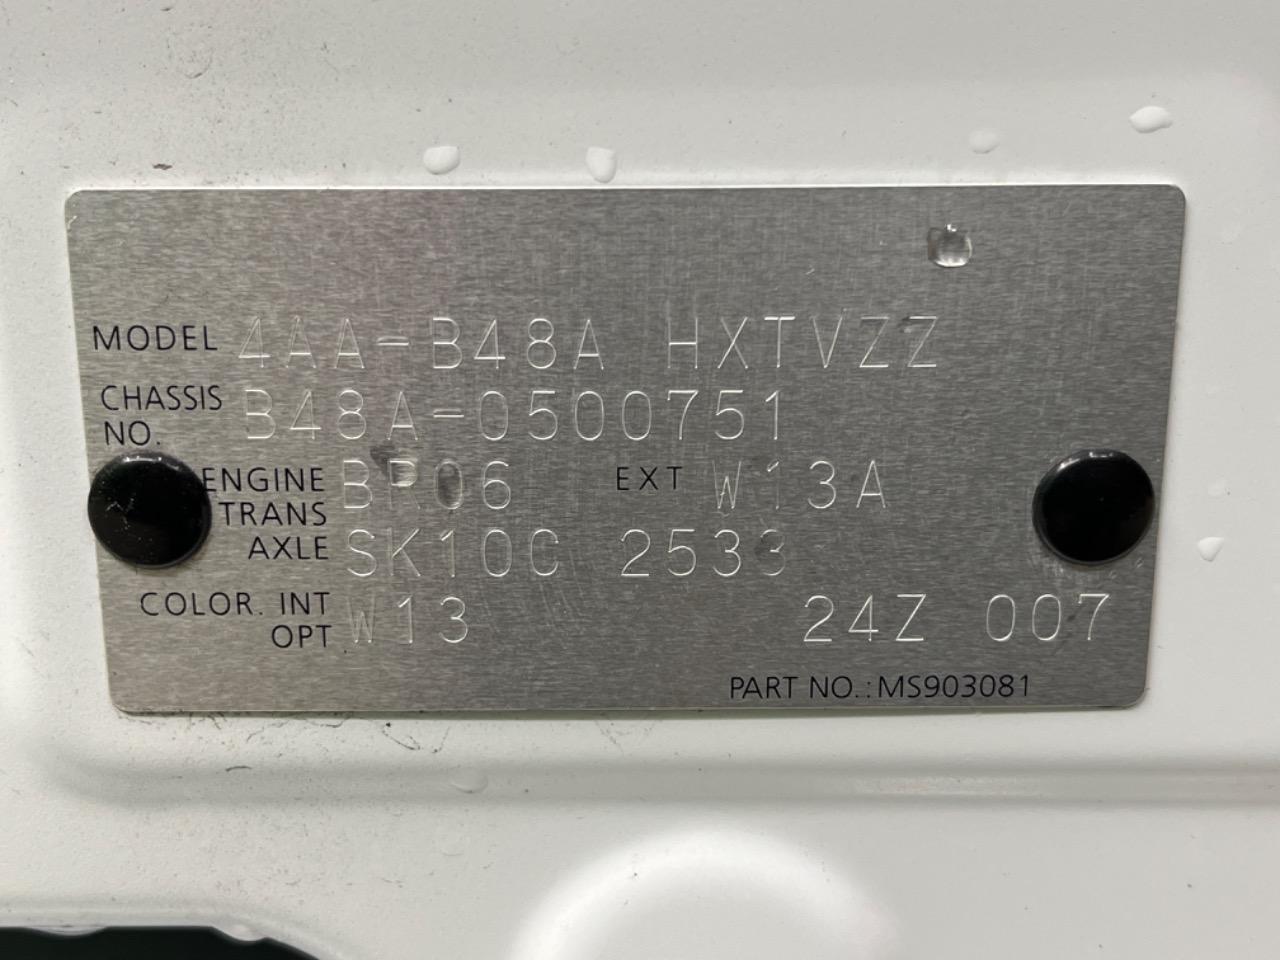 MODEL 4AA-B48A HXTVZZ
CHASSIS NO. B48A-0500751
ENGINE BR06 EXT W13A
TRANS AXLE SK10C 2533
COLOR. INT OPT W13 24Z 007
PART NO.: MS903081